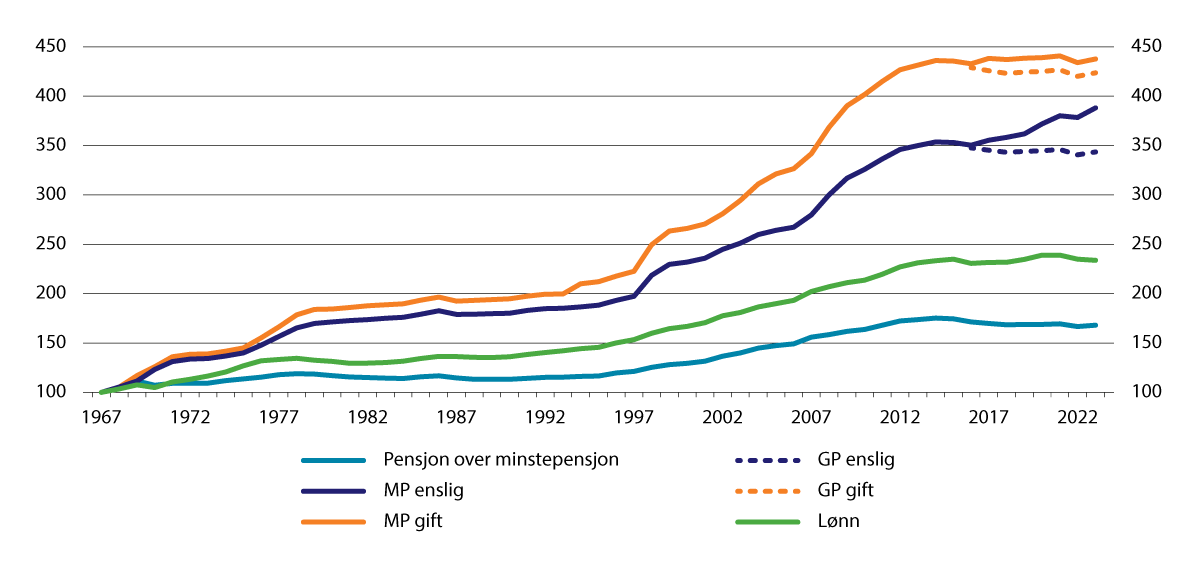 450 450
400 400
350 350
300 300
250 250
200 200
150 150
100 100
1967 1972 1977 1982 1987 1992 1997 2002 2007 2012 2017 2022
Pensjon over minstepensjon GP enslig
MP enslig GP gift
MP gift Lønn